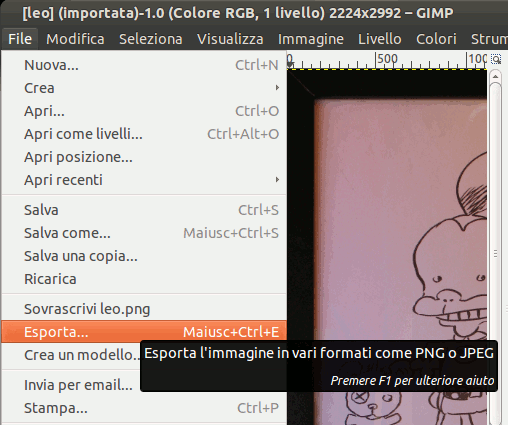 [leo] (importata)-1.0 (Colore RGB, 1 livello) 2224x2992 – GIMP
File Modifica Seleziona Visualizza Immagine Livello Colori Strum
Nuova... Ctrl+N
Crea
Apri... Ctrl+O
Apri come livelli... Ctrl+Alt+O
Apri posizione...
Apri recenti
Salva Ctrl+S
Salva come... Maiusc+Ctrl+S
Salva una copia...
Ricarica
Sovrascrivi leo.png
Esporta... Maiusc+Ctrl+E
Crea un modello...
Invia per email...
Stampa... Ctrl+P
0 500 100
Esporta l'immagine in vari formati come PNG o JPEG
Premere F1 per ulteriore aiuto